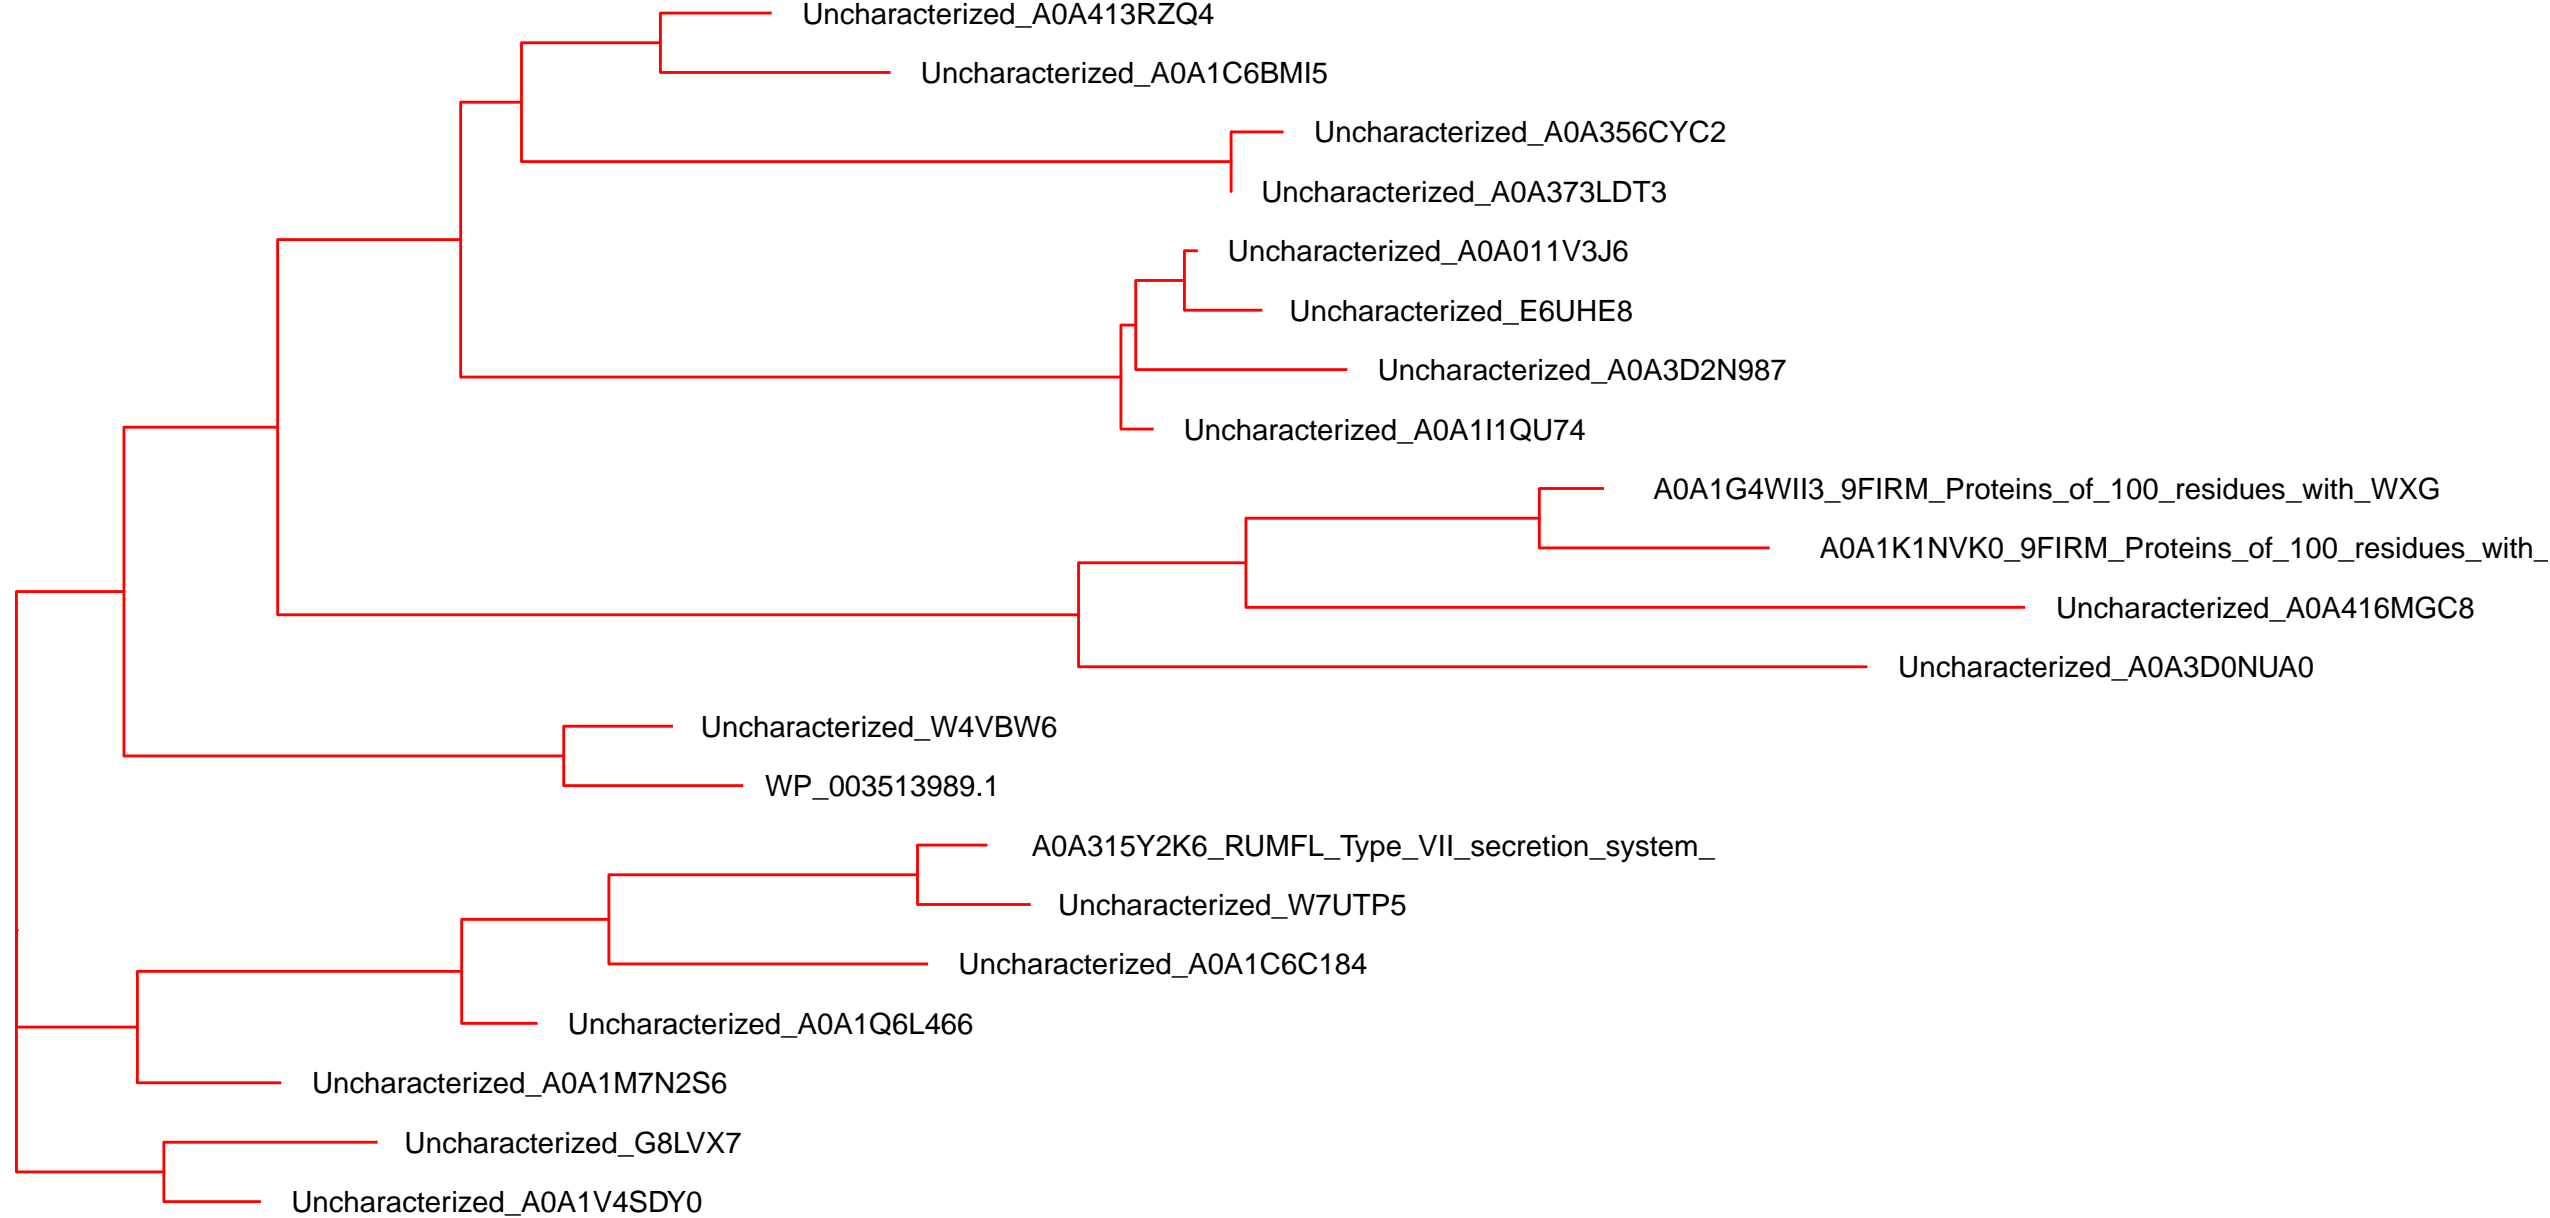 Uncharacterized_A0A413RZQ4
Uncharacterized_A0A1C6BMI5
Uncharacterized_A0A356CYC2
Uncharacterized_A0A373LDT3
Uncharacterized_A0A011V3J6
Uncharacterized_E6UHE8
Uncharacterized_A0A3D2N987
Uncharacterized_A0A1I1QU74
A0A1G4WII3_9FIRM_Proteins_of_100_residues_with_WXG
A0A1K1NVK0_9FIRM_Proteins_of_100_residues_with_
Uncharacterized_A0A416MGC8
Uncharacterized_A0A3D0NUA0
Uncharacterized_W4VBW6
WP_003513989.1
A0A315Y2K6_RUMFL_Type_VII_secretion_system_
Uncharacterized_W7UTP5
Uncharacterized_A0A1C6C184
Uncharacterized_A0A1Q6L466
Uncharacterized_A0A1M7N2S6
Uncharacterized_G8LVX7
Uncharacterized_A0A1V4SDY0